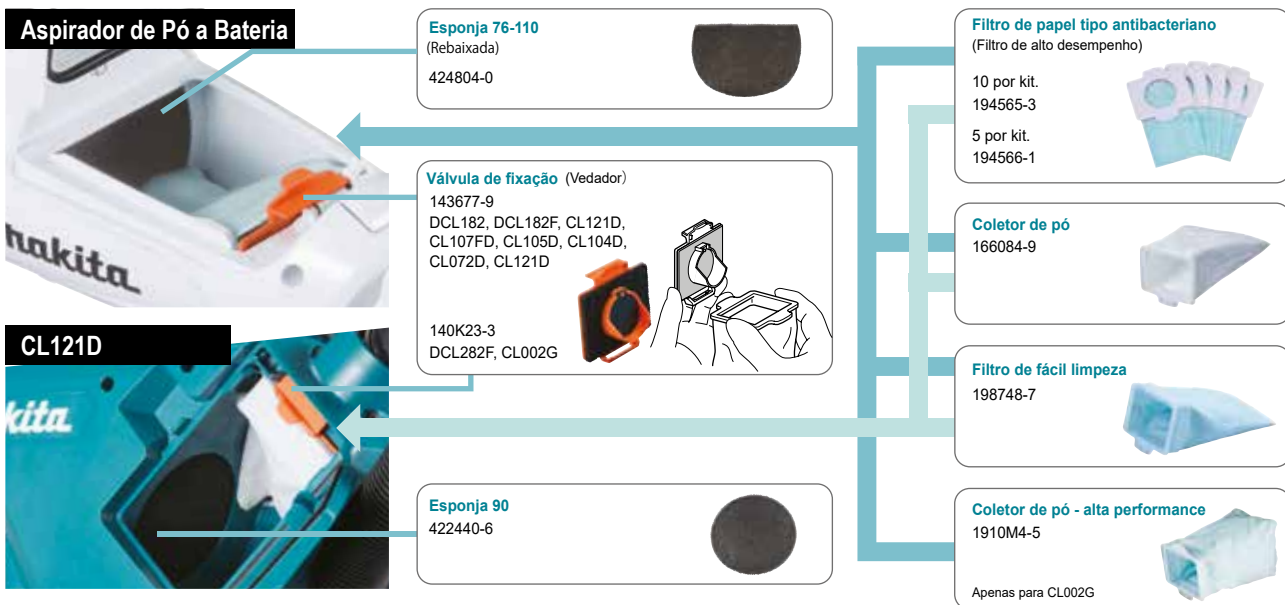 Aspirador de Pó a Bateria
makita
CL121D
kita
Esponja 76-110
(Rebaixada)
424804-0
Válvula de fixação (Vedador)
143677-9
DCL182, DCL182F, CL121D,
CL107FD, CL105D, CL104D,
CL072D, CL121D
140K23-3
DCL282F, CL002G
Esponja 90
422440-6
Filtro de papel tipo antibacteriano
(Filtro de alto desempenho)
10 por kit.
194565-3
5 por kit.
194566-1
Coletor de pó
166084-9
Filtro de fácil limpeza
198748-7
Coletor de pó - alta performance
1910M4-5
Apenas para CL002G